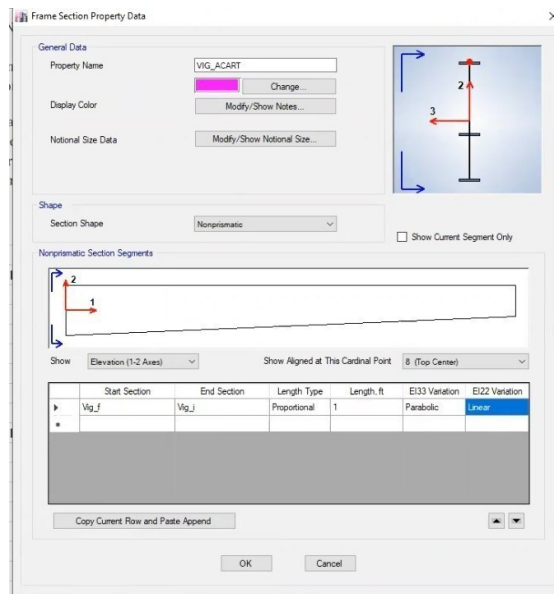 Frame Section Property Data
General Data
Property Name VIG_ACART
Change...
Display Color Modify/Show Notes...
Notional Size Data Modify/Show Notional Size...
2
3
Shape
Section Shape Nonprismatic
Show Current Segment Only
Nonprismatic Section Segments
2
1
Show Elevation (1-2 Axes) Show Aligned at This Cardinal Point 8 (Top Center)
Start Section End Section Length Type Length, ft EI33 Variation EI22 Variation
Vig_f Vig_i Proportional 1 Parabolic Linear
Copy Current Row and Paste Append
OK Cancel